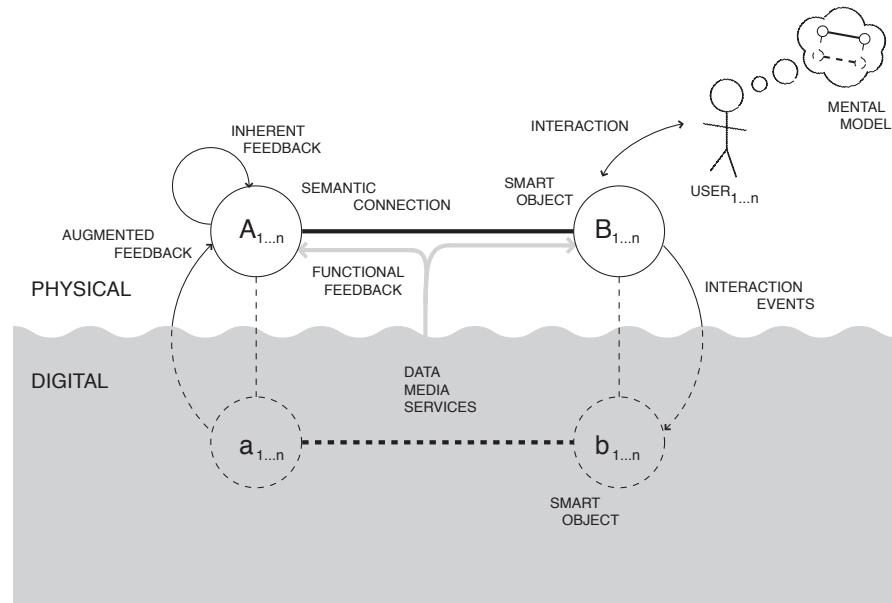 MENTAL
MODEL
INHERENT
FEEDBACK
INTERACTION
USER1...n
SEMANTIC
CONNECTION
SMART
OBJECT
A1...n
B1...n
AUGMENTED
FEEDBACK
FUNCTIONAL
FEEDBACK
INTERACTION
EVENTS
PHYSICAL
DIGITAL
DATA
MEDIA
SERVICES
a1...n
b1...n
SMART
OBJECT